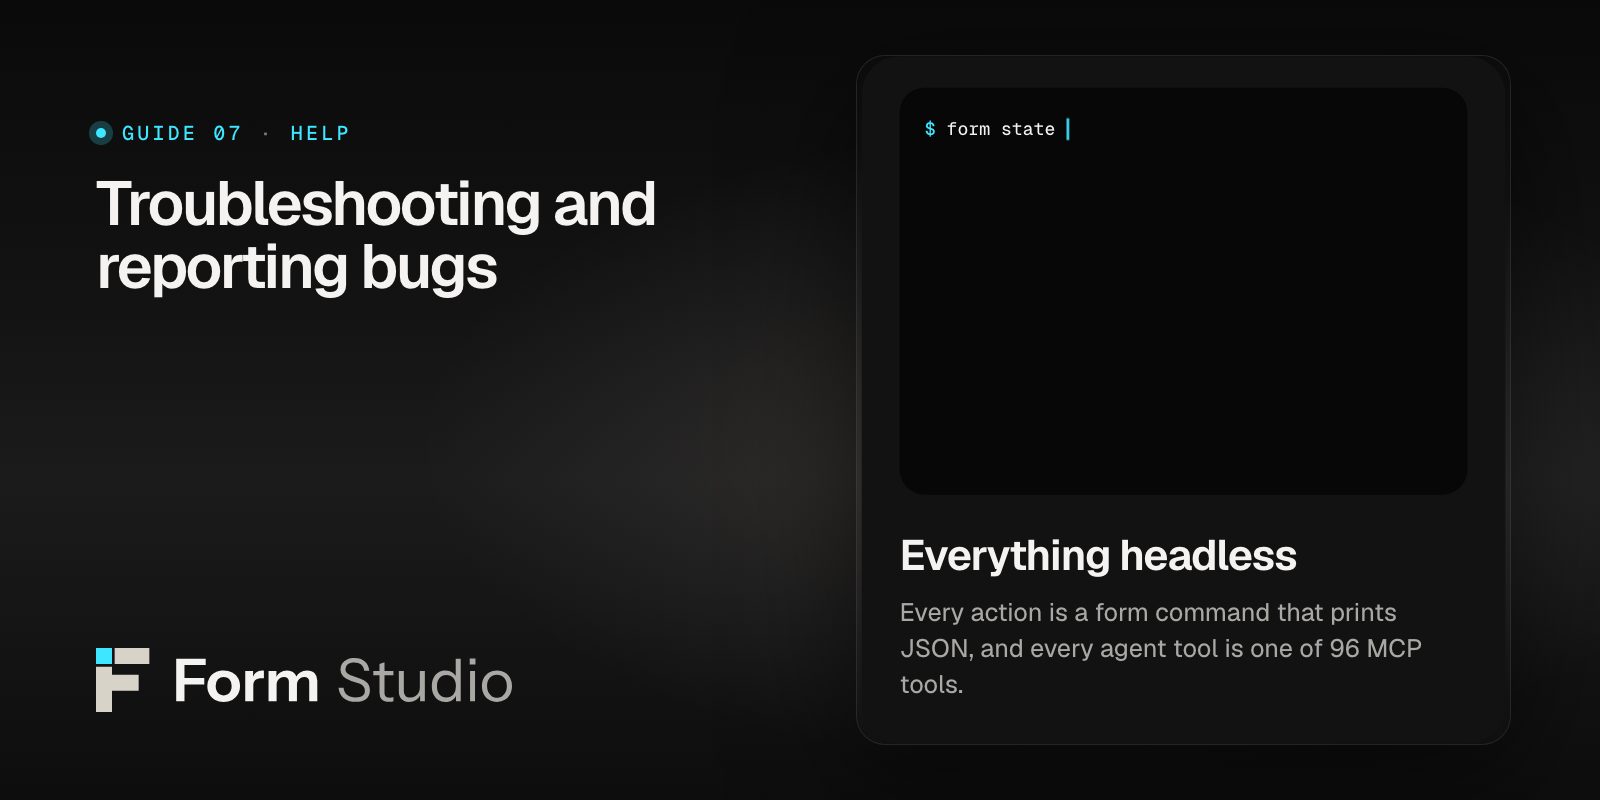 GUIDE 07 · HELP
Troubleshooting and
reporting bugs
Form Studio
$ form state
Everything headless
Every action is a form command that prints
JSON, and every agent tool is one of 96 MCP
tools.